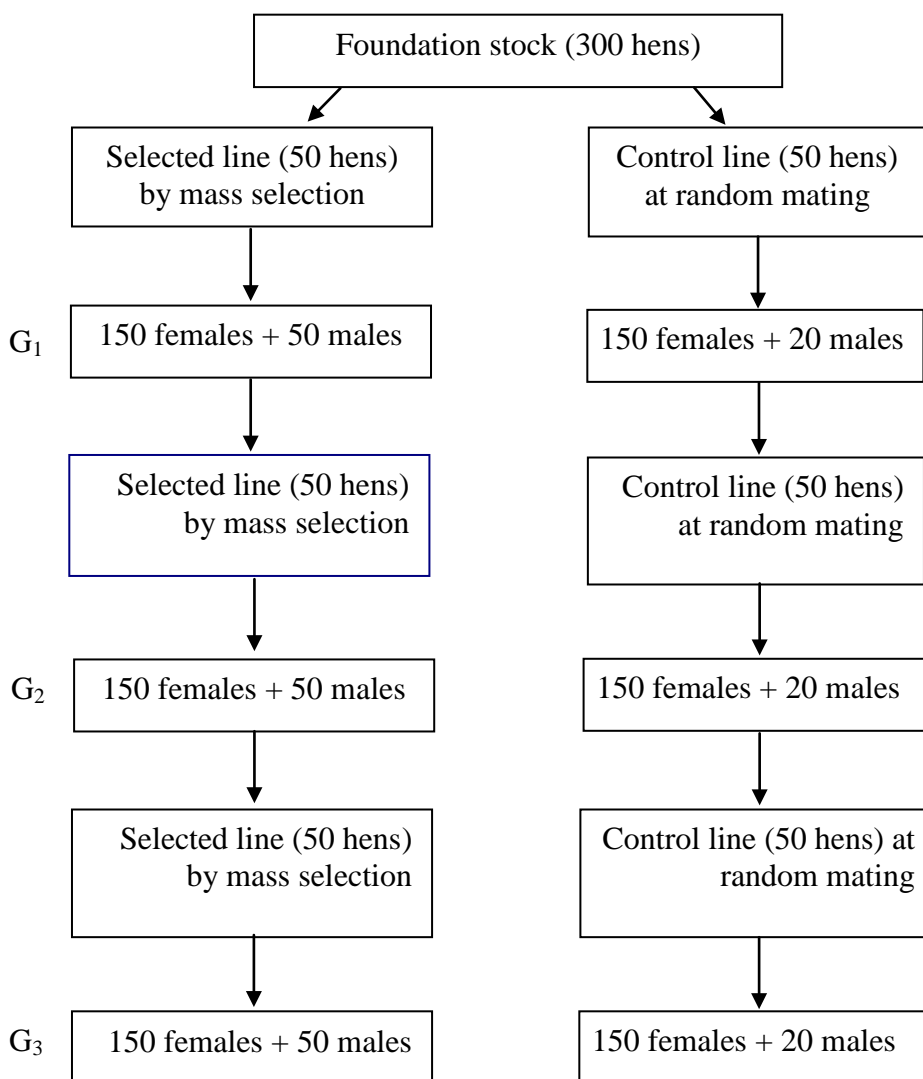 Foundation stock (300 hens)
Selected line (50 hens)
by mass selection
Control line (50 hens)
at random mating
G₁
150 females + 50 males
150 females + 20 males
Selected line (50 hens)
by mass selection
Control line (50 hens)
at random mating
G₂
150 females + 50 males
150 females + 20 males
Selected line (50 hens)
by mass selection
Control line (50 hens) at
random mating
G₃
150 females + 50 males
150 females + 20 males